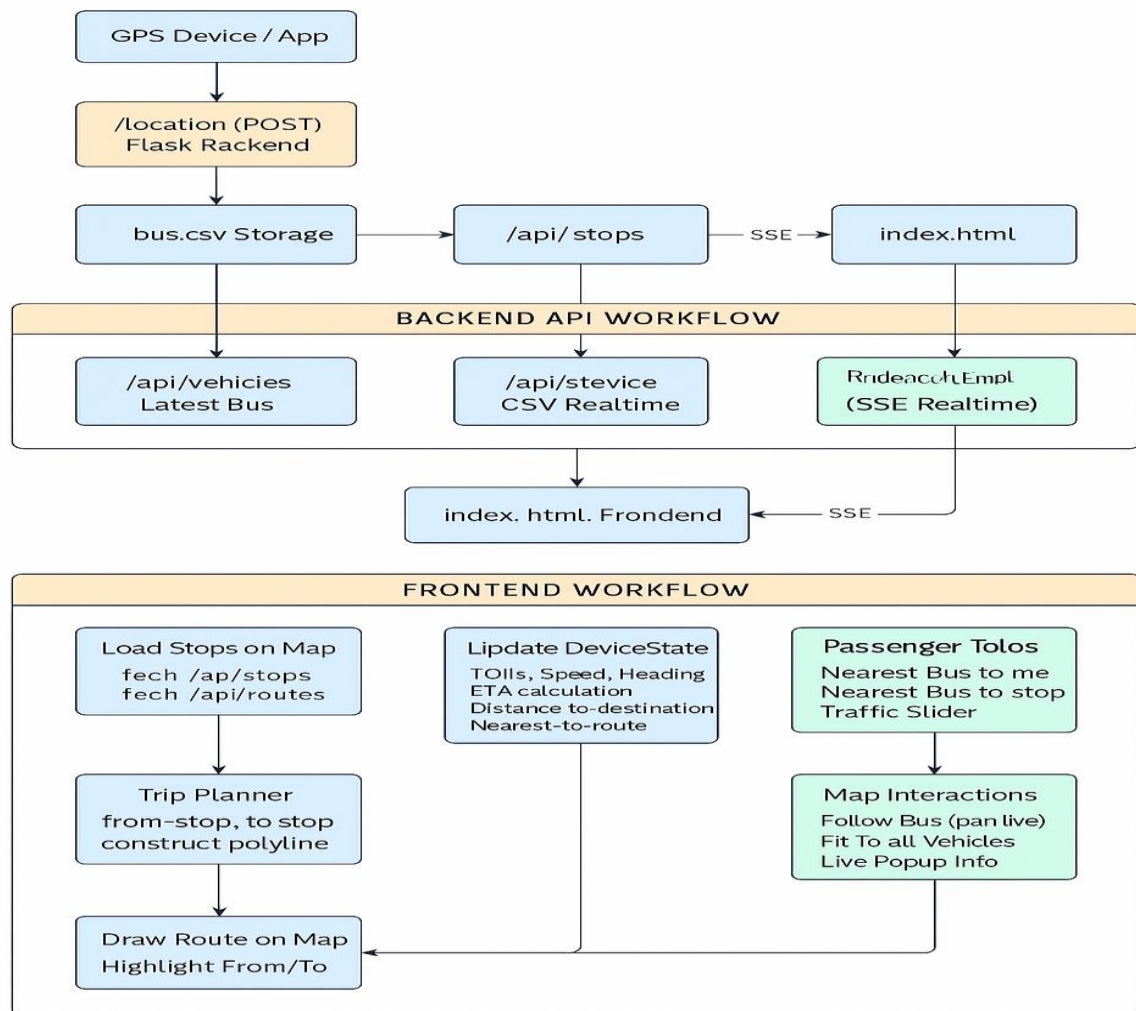 GPS Device / App
/location (POST)
Flask Rackend
bus.csv Storage
/api/ stops
SSE
index.html
BACKEND API WORKFLOW
/api/vehicies
Latest Bus
/api/stevice
CSV Realtime
(SSE Realtime)
index. html. Frondend
SSE
FRONTEND WORKFLOW
Load Stops on Map
fech /ap/stops
fech /api/routes
Lipdate DeviceState
TOIIs, Speed, Heading
ETA calculation
Distance to-destination
Nearest-to-route
Passenger Tolos
Nearest Bus to me
Nearest Bus to stop
Traffic Slider
Trip Planner
from-stop, to stop
construct polyline
Map Interactions
Follow Bus (pan live)
Fit To all Vehicles
Live Popup Info
Draw Route on Map
Highlight From/To